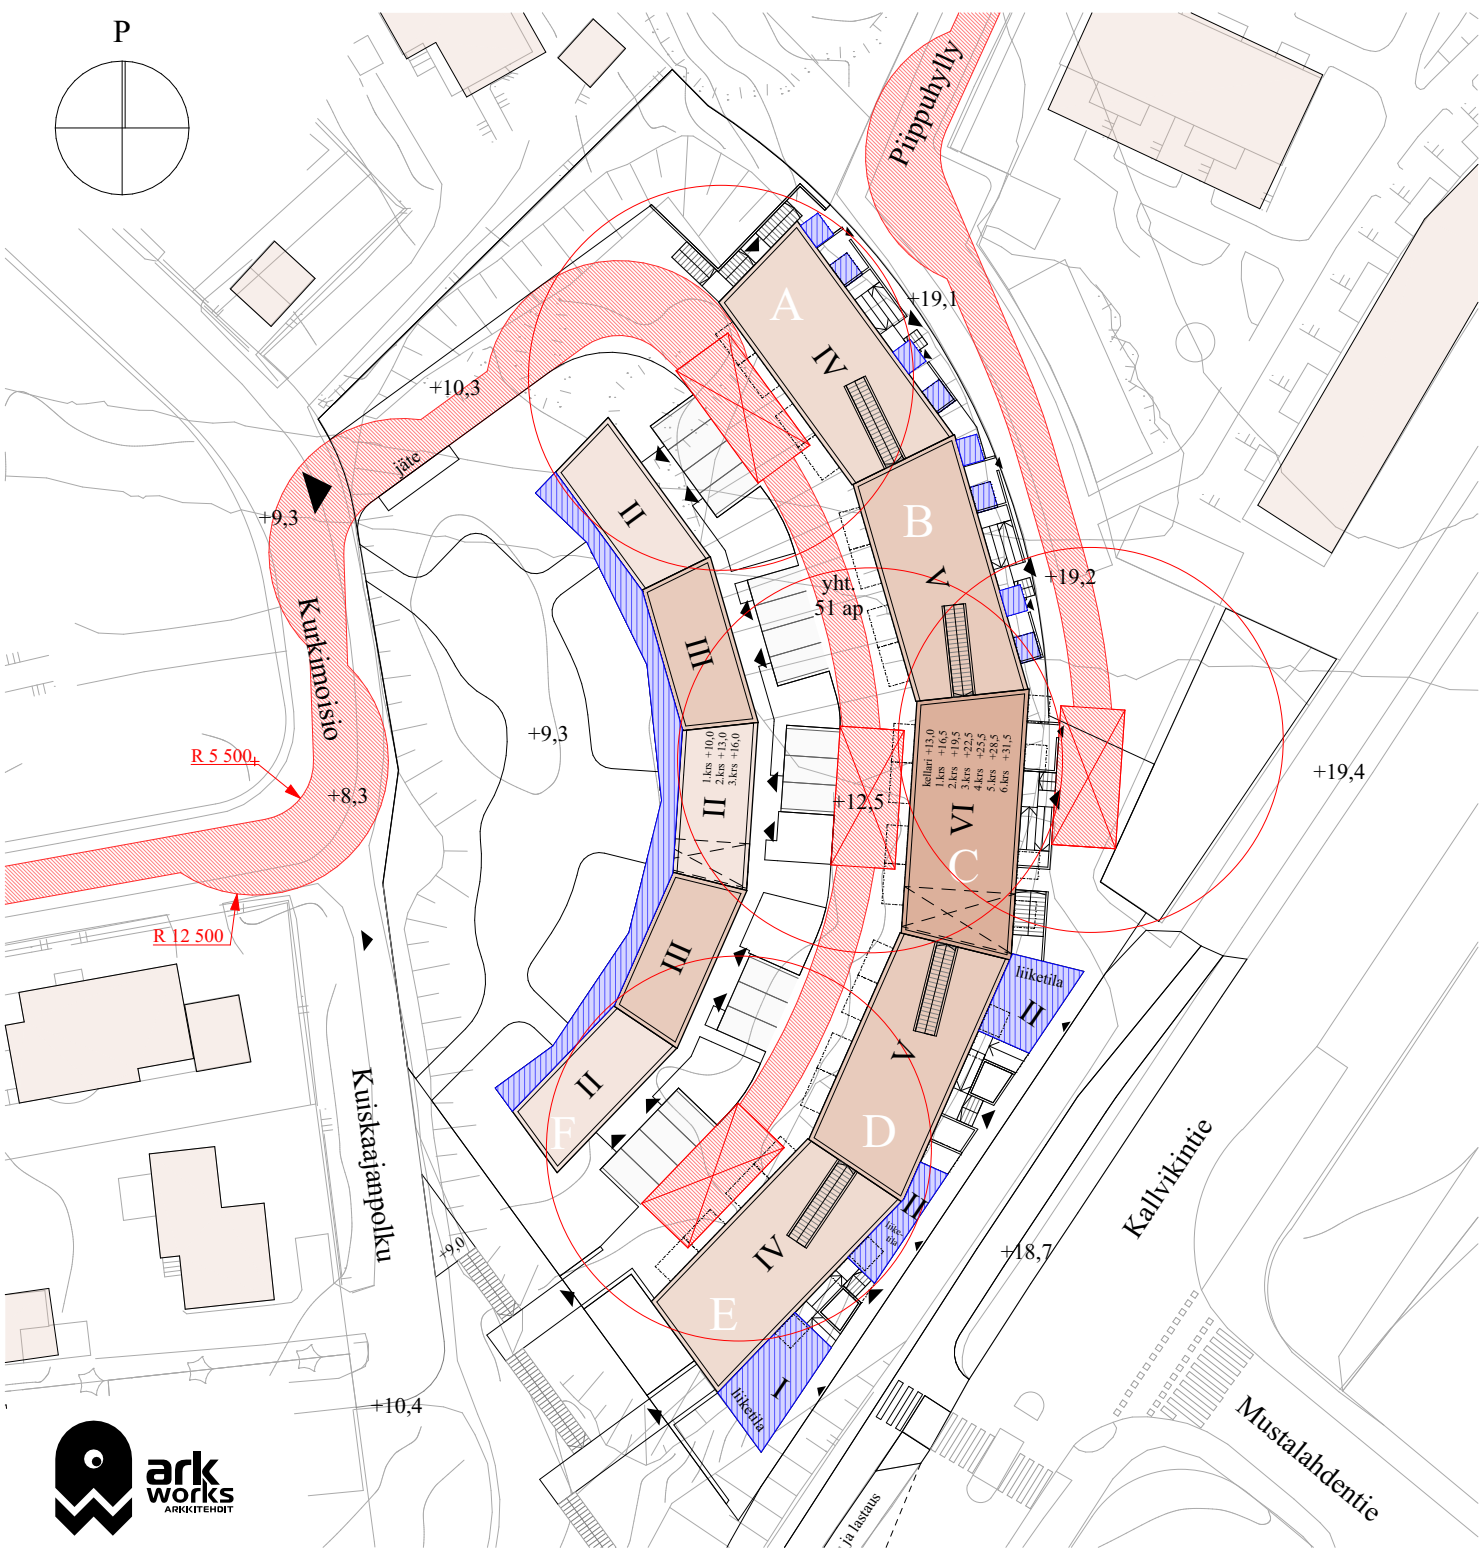 P
Piippuhylly
A
IV
+19,1
+10,3
jäte
+9,3
II
B
V
+19,2
yht.
51 ap
III
Kurkimoisio
+9,3
R 5 500
+8,3
1.krs +10,0
2.krs +13,0
3.krs +16,0
II
+12,5
kellari +13,0
1.krs +16,5
2.krs +19,5
3.krs +22,5
4.krs +25,5
5.krs +28,5
6.krs +31,5
VI
C
+19,4
R 12 500
III
liiketila
II
V
II
F
D
Kuiskaajanpolku
Kallvikintie
II
liike-
tila
IV
+9,0
+18,7
E
I
liiketila
+10,4
Mustalahdentie
ja lastaus
ark
works
ARKKITEHDIT